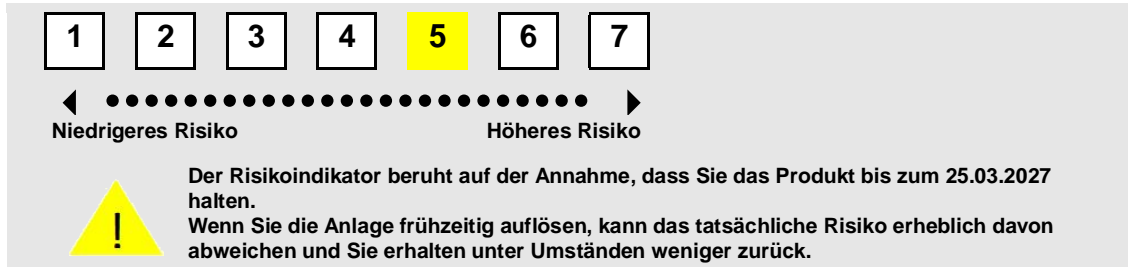 1 2 3 4 5 6 7
Niedrigeres Risiko Höheres Risiko
Der Risikoindikator beruht auf der Annahme, dass Sie das Produkt bis zum 25.03.2027
halten.
Wenn Sie die Anlage frühzeitig auflösen, kann das tatsächliche Risiko erheblich davon
abweichen und Sie erhalten unter Umständen weniger zurück.
!